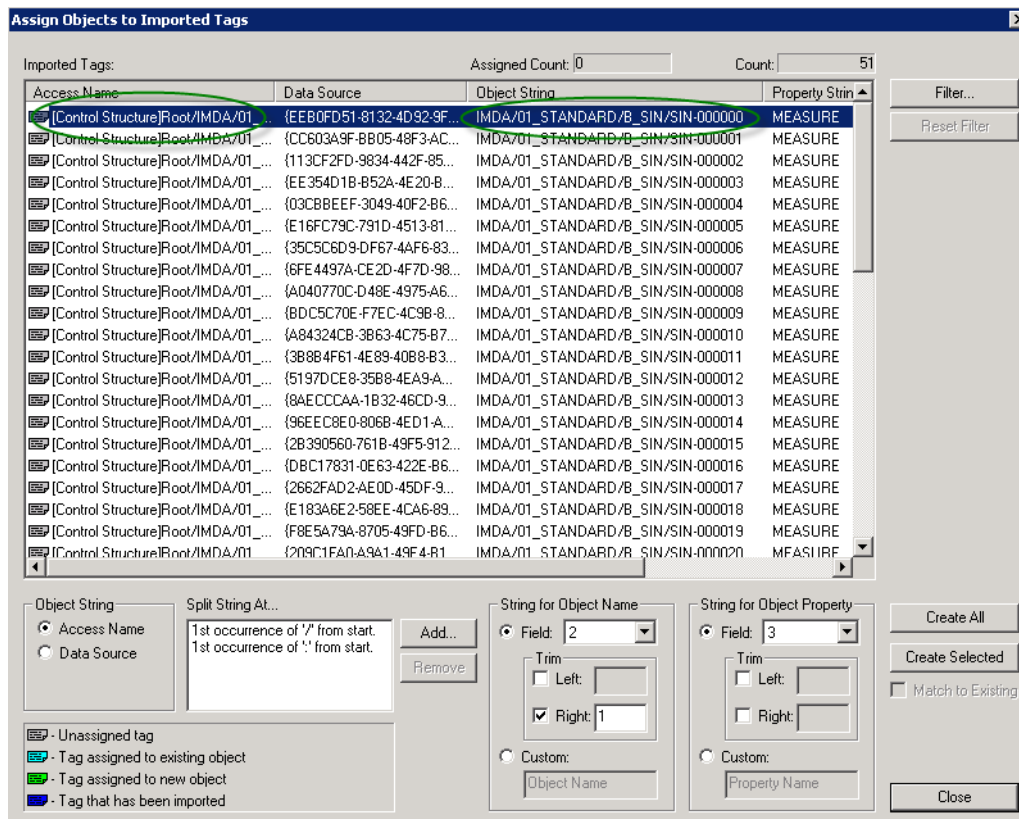 Assign Objects to Imported Tags
Imported Tags: Assigned Count: 0 Count: 51
Access Name Data Source Object String Property Strin
[Control Structure]Root/IMDA/01_... {EEB0FD51-8132-4D92-9F... IMDA/01_STANDARD/B_SIN/SIN-000000 MEASURE
[Control Structure]Root/IMDA/01_... {CC603A9F-BB05-48F3-AC... IMDA/01_STANDARD/B_SIN/SIN-000001 MEASURE
[Control Structure]Root/IMDA/01_... {113CF2FD-9834-442F-85... IMDA/01_STANDARD/B_SIN/SIN-000002 MEASURE
[Control Structure]Root/IMDA/01_... {EE354D1B-B52A-4E20-B... IMDA/01_STANDARD/B_SIN/SIN-000003 MEASURE
[Control Structure]Root/IMDA/01_... {03CBBEEF-3049-40F2-B6... IMDA/01_STANDARD/B_SIN/SIN-000004 MEASURE
[Control Structure]Root/IMDA/01_... {E16FC79C-791D-4513-81... IMDA/01_STANDARD/B_SIN/SIN-000005 MEASURE
[Control Structure]Root/IMDA/01_... {35C5C6D9-DF67-4AF6-83... IMDA/01_STANDARD/B_SIN/SIN-000006 MEASURE
[Control Structure]Root/IMDA/01_... {6FE4497A-CE2D-4F7D-98... IMDA/01_STANDARD/B_SIN/SIN-000007 MEASURE
[Control Structure]Root/IMDA/01_... {A040770C-D48E-4975-A6... IMDA/01_STANDARD/B_SIN/SIN-000008 MEASURE
[Control Structure]Root/IMDA/01_... {BDC5C70E-F7EC-4C9B-8... IMDA/01_STANDARD/B_SIN/SIN-000009 MEASURE
[Control Structure]Root/IMDA/01_... {A84324CB-3B63-4C75-B7... IMDA/01_STANDARD/B_SIN/SIN-000010 MEASURE
[Control Structure]Root/IMDA/01_... {3B8B4F61-4E89-40B8-B3... IMDA/01_STANDARD/B_SIN/SIN-000011 MEASURE
[Control Structure]Root/IMDA/01_... {5197DCE8-35B8-4EA9-A... IMDA/01_STANDARD/B_SIN/SIN-000012 MEASURE
[Control Structure]Root/IMDA/01_... {8AECCCAA-1B32-46CD-9... IMDA/01_STANDARD/B_SIN/SIN-000013 MEASURE
[Control Structure]Root/IMDA/01_... {96EEC8E0-806B-4ED1-A... IMDA/01_STANDARD/B_SIN/SIN-000014 MEASURE
[Control Structure]Root/IMDA/01_... {2B390560-761B-49F5-912... IMDA/01_STANDARD/B_SIN/SIN-000015 MEASURE
[Control Structure]Root/IMDA/01_... {DBC17831-0E63-422E-B6... IMDA/01_STANDARD/B_SIN/SIN-000016 MEASURE
[Control Structure]Root/IMDA/01_... {2662FAD2-AE0D-45DF-9... IMDA/01_STANDARD/B_SIN/SIN-000017 MEASURE
[Control Structure]Root/IMDA/01_... {E183A6E2-58EE-4CA6-89... IMDA/01_STANDARD/B_SIN/SIN-000018 MEASURE
[Control Structure]Root/IMDA/01_... {F8E5A79A-8705-49FD-B6... IMDA/01_STANDARD/B_SIN/SIN-000019 MEASURE
[Control Structure]Root/IMDA/01_... {209C1FA0-A9A1-49E4-B1... IMDA/01_STANDARD/B_SIN/SIN-000020 MEASURE
Filter...
Reset Filter
Object String
Access Name
Data Source
Split String At...
1st occurrence of '/' from start.
1st occurrence of ':' from start.
Add...
Remove
String for Object Name
Field: 2
Trim
Left:
Right: 1
Custom:
Object Name
String for Object Property
Field: 3
Trim
Left:
Right:
Custom:
Property Name
Create All
Create Selected
Match to Existing
Close
- Unassigned tag
- Tag assigned to existing object
- Tag assigned to new object
- Tag that has been imported